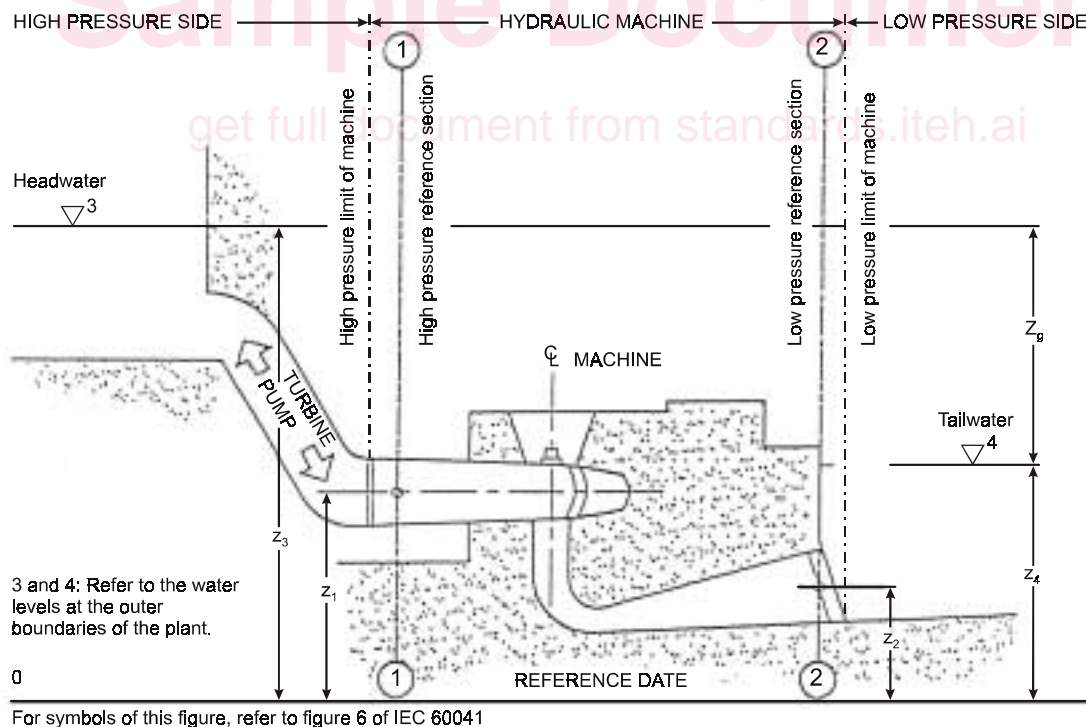 Sample Documen
HIGH PRESSURE SIDE
HYDRAULIC MACHINE
LOW PRESSURE SIDE
1
2
get full document from standards.iteh.ai
High pressure limit of machine
High pressure reference section
Low pressure reference section
Low pressure limit of machine
Headwater
3
Zg
℄ MACHINE
TURBINE
PUMP
Tailwater
4
z3
z1
z4
z2
3 and 4: Refer to the water
levels at the outer
boundaries of the plant.
0
1
REFERENCE DATE
2
For symbols of this figure, refer to figure 6 of IEC 60041